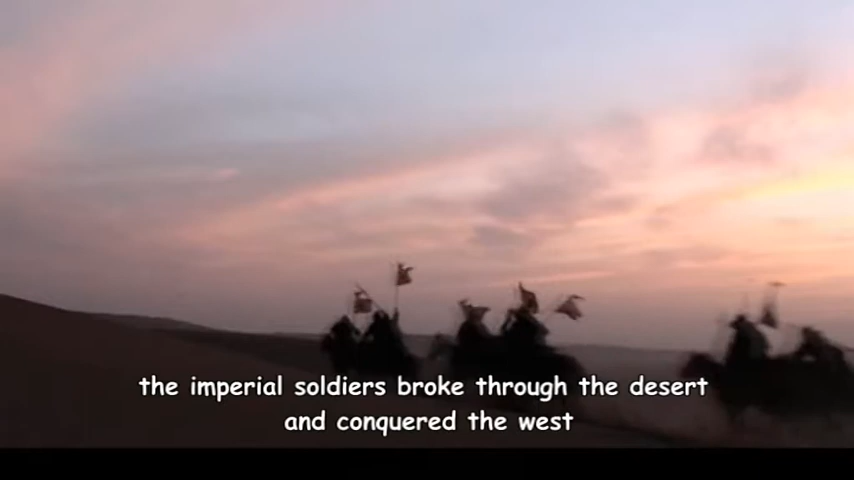 the imperial soldiers broke through the desert
and conquered the west